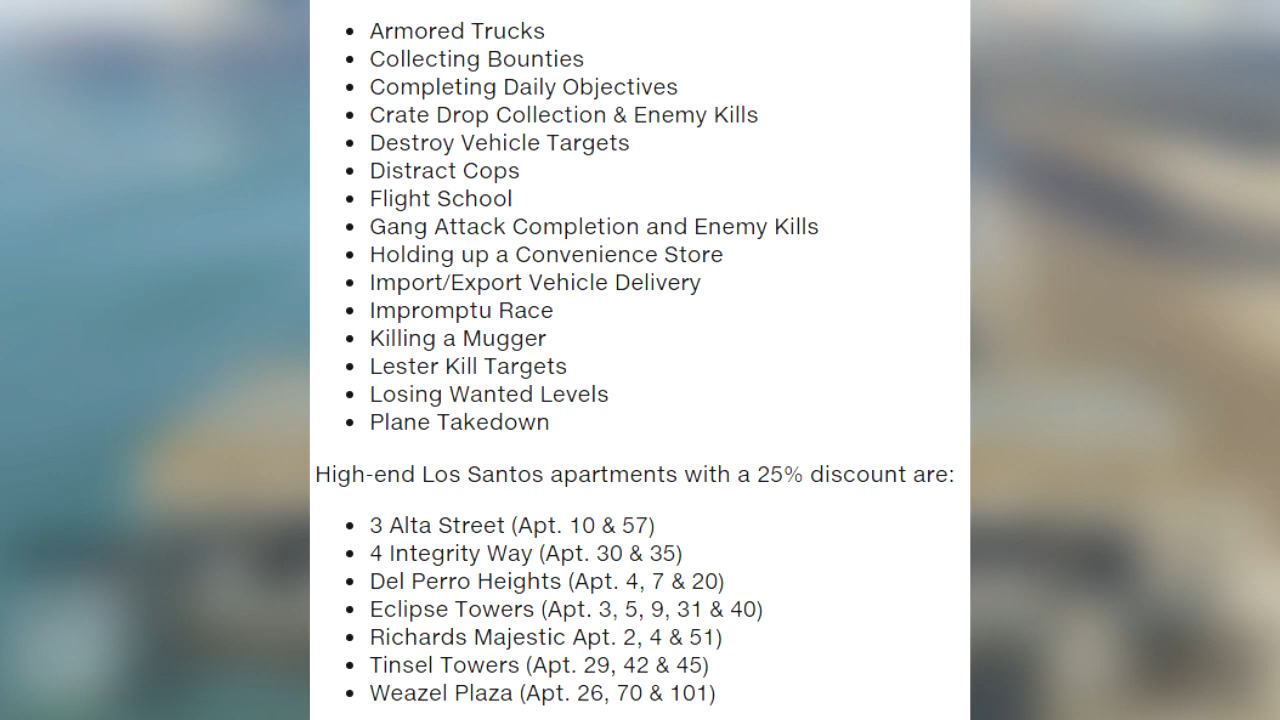 Armored Trucks
Collecting Bounties
Completing Daily Objectives
Crate Drop Collection & Enemy Kills
Destroy Vehicle Targets
Distract Cops
Flight School
Gang Attack Completion and Enemy Kills
Holding up a Convenience Store
Import/Export Vehicle Delivery
Impromptu Race
Killing a Mugger
Lester Kill Targets
Losing Wanted Levels
Plane Takedown
High-end Los Santos apartments with a 25% discount are:
3 Alta Street (Apt. 10 & 57)
4 Integrity Way (Apt. 30 & 35)
Del Perro Heights (Apt. 4, 7 & 20)
Eclipse Towers (Apt. 3, 5, 9, 31 & 40)
Richards Majestic Apt. 2, 4 & 51)
Tinsel Towers (Apt. 29, 42 & 45)
Weazel Plaza (Apt. 26, 70 & 101)